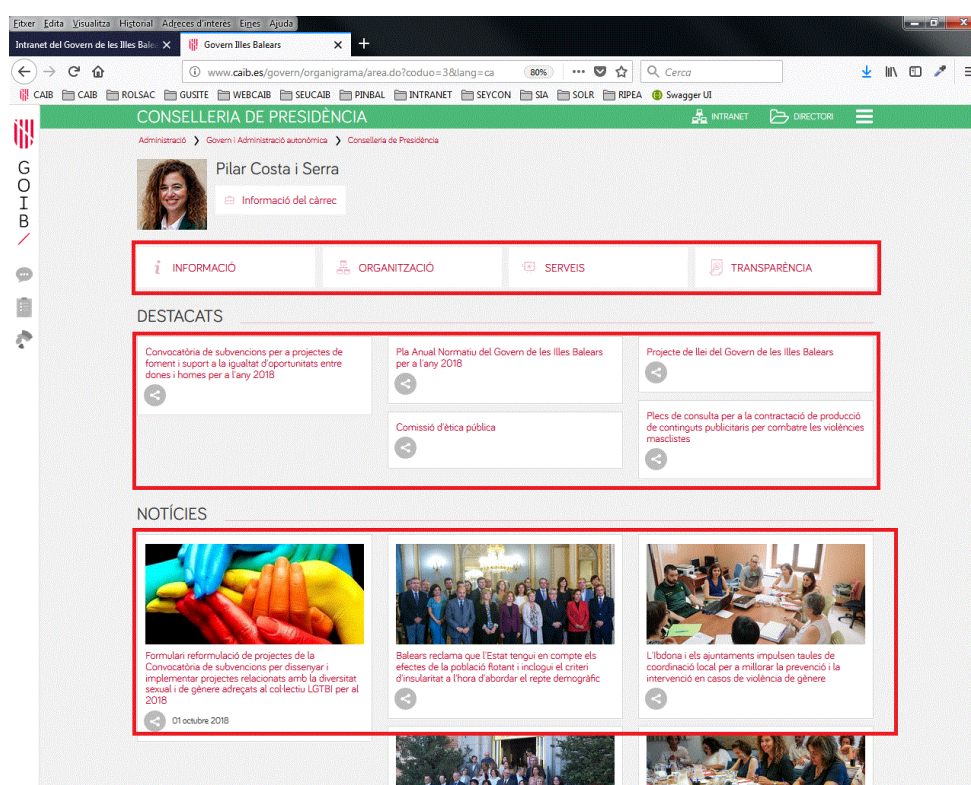 Fitxer Edita Visualitza Historial Adreces d'interès Eines Ajuda
Intranet del Govern de les Illes Balea
Govern Illes Balears
www.caib.es/govern/organigrama/area.do?coduo=3&lang=ca
80%
Cerca
CAIB CAIB ROLSAC GUSITE WEBCAIB SEUCAIB PINBAL INTRANET SEYCON SIA SOLR RIPEA Swagger UI
CONSELLERIA DE PRESIDÈNCIA
INTRANET DIRECTORI
Administració ❯ Govern i Administració autonòmica ❯ Conselleria de Presidència
GOIB/
Pilar Costa i Serra
Informació del càrrec
INFORMACIÓ
ORGANITZACIÓ
SERVEIS
TRANSPARÈNCIA
DESTACATS
Convocatòria de subvencions per a projectes de
foment i suport a la igualtat d'oportunitats entre
dones i homes per a l'any 2018
Pla Anual Normatiu del Govern de les Illes Balears
per a l'any 2018
Comissió d'ètica pública
Projecte de llei del Govern de les Illes Balears
Plecs de consulta per a la contractació de producció
de continguts publicitaris per combatre les violències
masclistes
NOTÍCIES
Formulari reformulació de projectes de la
Convocatòria de subvencions per dissenyar i
implementar projectes relacionats amb la diversitat
sexual i de gènere adreçats al col·lectiu LGTBI per al
2018
01 octubre 2018
Balears reclama que l'Estat tengui en compte els
efectes de la població flotant i inclogui el criteri
d'insularitat a l'hora d'abordar el repte demogràfic
L'Ibdona i els ajuntaments impulsen taules de
coordinació local per a millorar la prevenció i la
intervenció en casos de violència de gènere